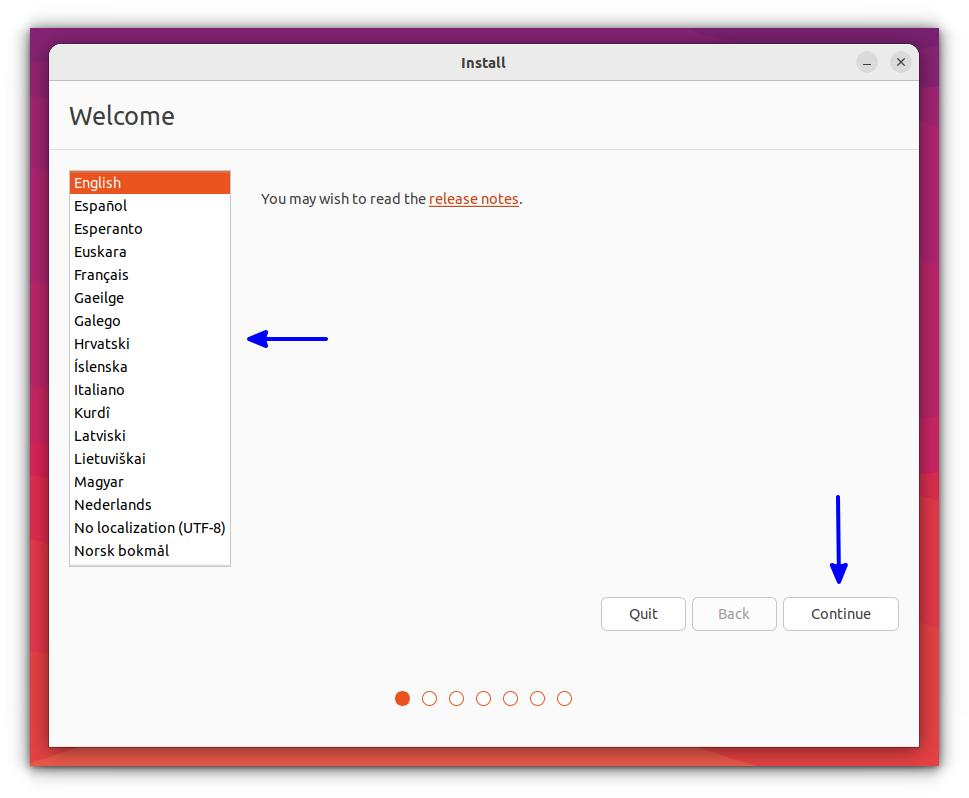 Install
Welcome
English
Español
Esperanto
Euskara
Français
Gaeilge
Galego
Hrvatski
Íslenska
Italiano
Kurdî
Latviski
Lietuviškai
Magyar
Nederlands
No localization (UTF-8)
Norsk bokmål
You may wish to read the release notes.
Quit
Back
Continue